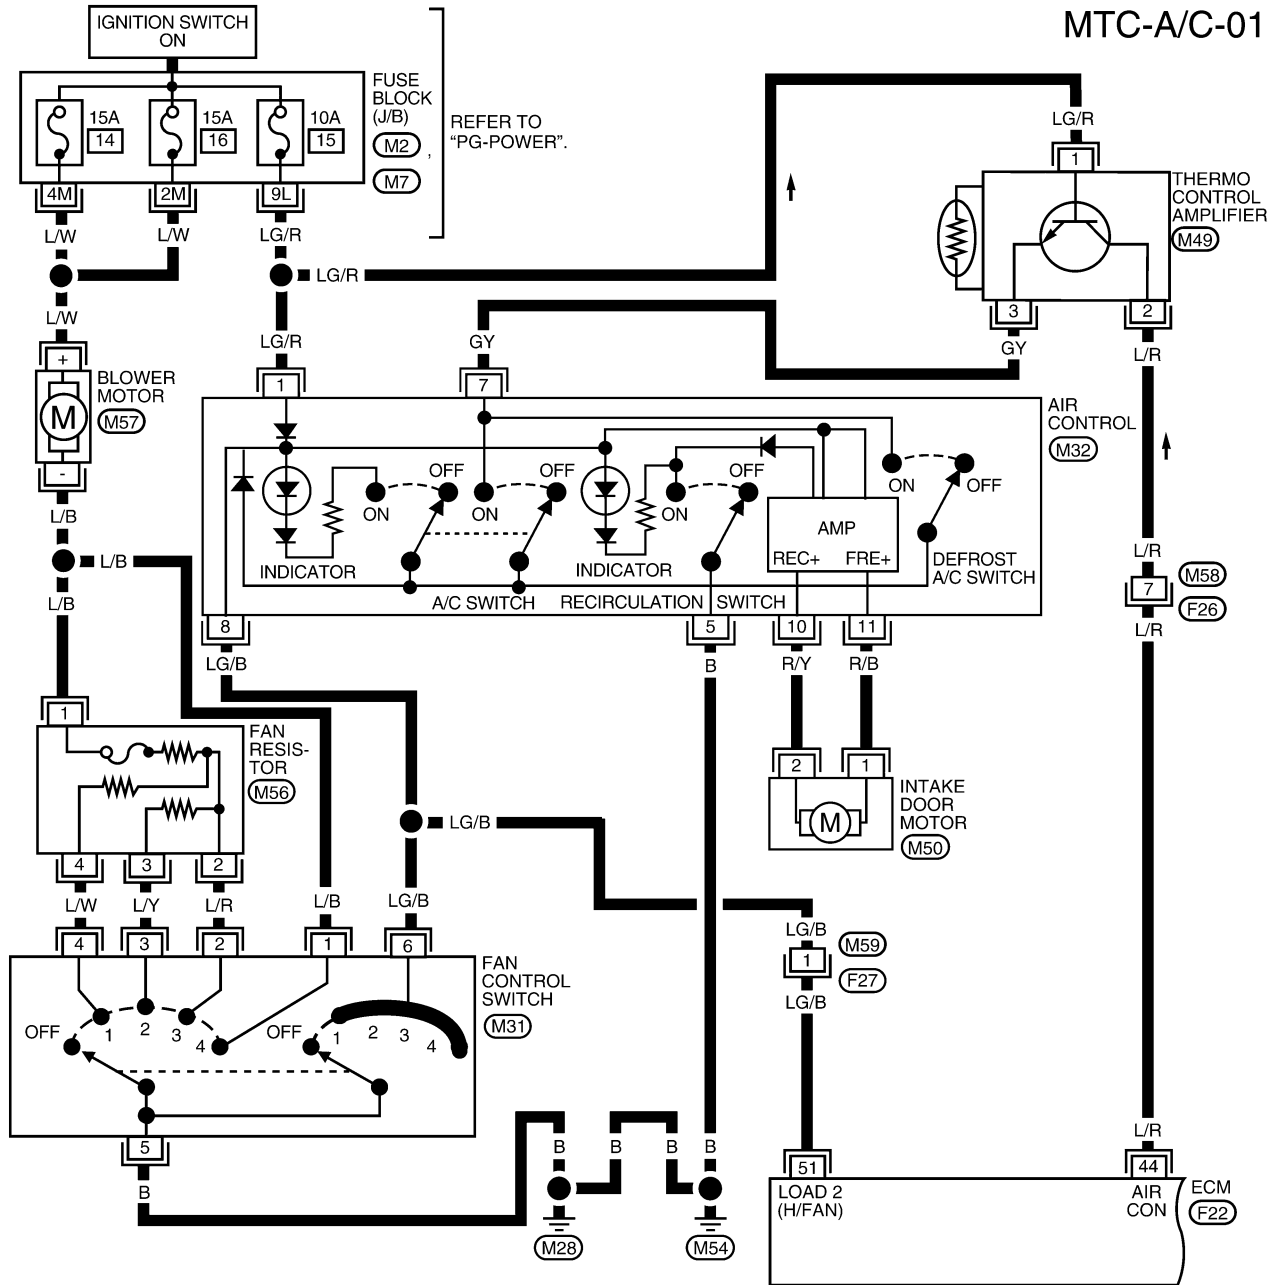 MTC-A/C-01
IGNITION SWITCH
ON
FUSE
BLOCK
(J/B)
M2
,
M7
REFER TO
“PG-POWER”.
15A
14
15A
16
10A
15
4M
2M
9L
L/W
L/W
LG/R
LG/R
LG/R
1
THERMO
CONTROL
AMPLIFIER
M49
3
2
GY
L/R
L/W
LG/R
GY
+
BLOWER
MOTOR
M57
M
-
1
7
AIR
CONTROL
M32
OFF
OFF
OFF
ON
ON
ON
ON
OFF
AMP
REC+
FRE+
INDICATOR
INDICATOR
DEFROST
A/C SWITCH
A/C SWITCH
RECIRCULATION SWITCH
L/B
L/B
L/B
L/R
7
M58
F26
L/R
8
5
10
11
LG/B
B
R/Y
R/B
1
FAN
RESIS-
TOR
M56
2
1
INTAKE
DOOR
MOTOR
M50
M
LG/B
4
3
2
L/W
L/Y
L/R
L/B
LG/B
4
3
2
1
6
LG/B
1
M59
F27
LG/B
FAN
CONTROL
SWITCH
M31
OFF
1
2
3
4
OFF
1
2
3
4
5
B
B
B
B
B
M28
M54
L/R
51
44
LOAD 2
(H/FAN)
AIR
CON
ECM
F22